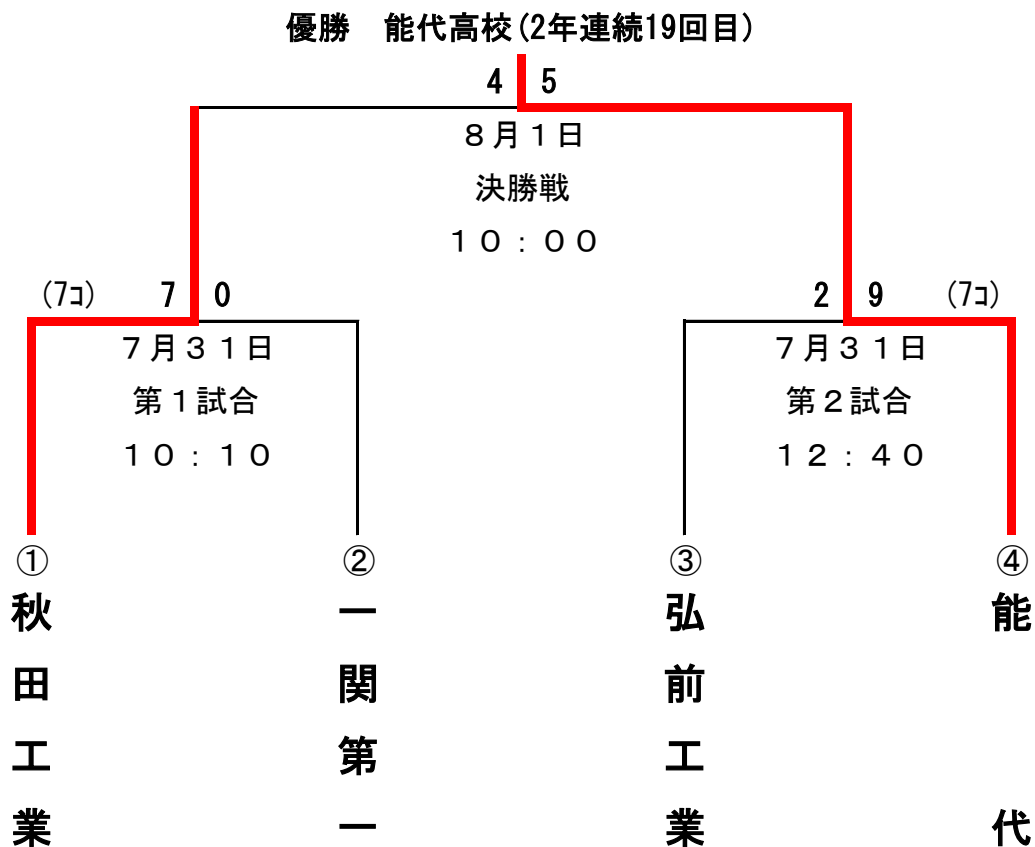 優勝　能代高校(2年連続19回目)
4 5
８月１日
決勝戦
１０：００
(7ｺ) 7 0
2 9 (7ｺ)
７月３１日
第１試合
１０：１０
７月３１日
第２試合
１２：４０
① ② ③ ④
秋田工業
一関第一
弘前工業
能代